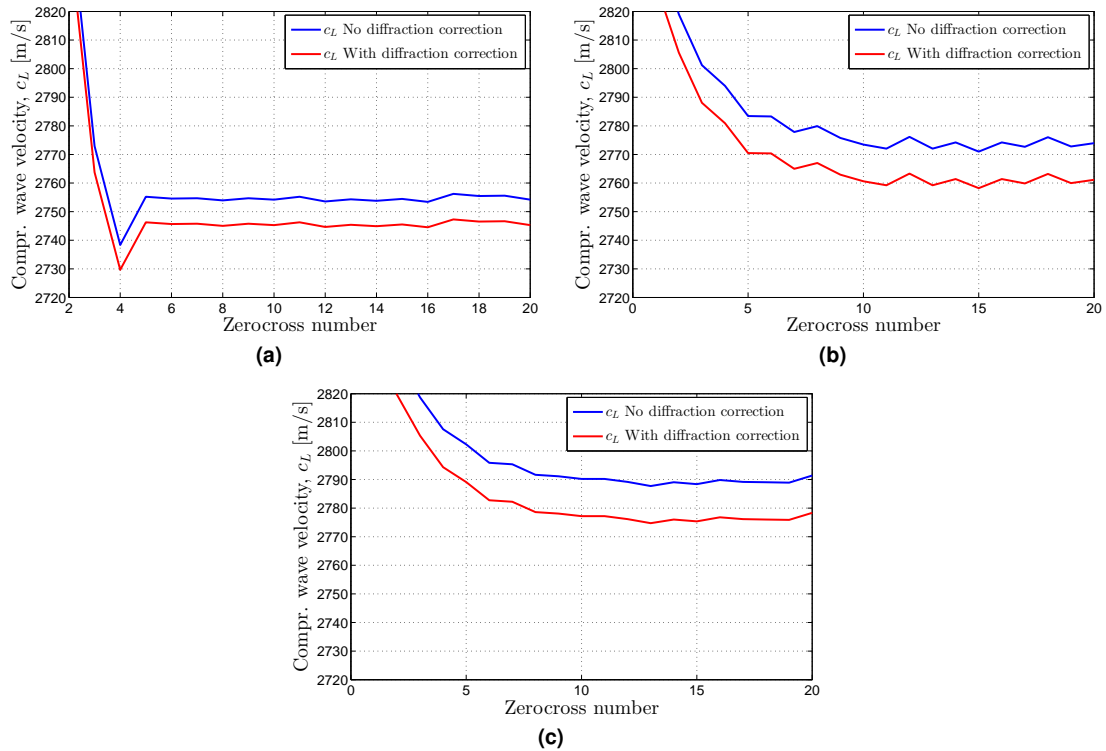 Compr. wave velocity, c_L [m/s]
2820
2810
2800
2790
2780
2770
2760
2750
2740
2730
2720
c_L No diffraction correction
c_L With diffraction correction
2 4 6 8 10 12 14 16 18 20
Zerocross number
(a)
Compr. wave velocity, c_L [m/s]
2820
2810
2800
2790
2780
2770
2760
2750
2740
2730
2720
c_L No diffraction correction
c_L With diffraction correction
0 5 10 15 20
Zerocross number
(b)
Compr. wave velocity, c_L [m/s]
2820
2810
2800
2790
2780
2770
2760
2750
2740
2730
2720
c_L No diffraction correction
c_L With diffraction correction
0 5 10 15 20
Zerocross number
(c)